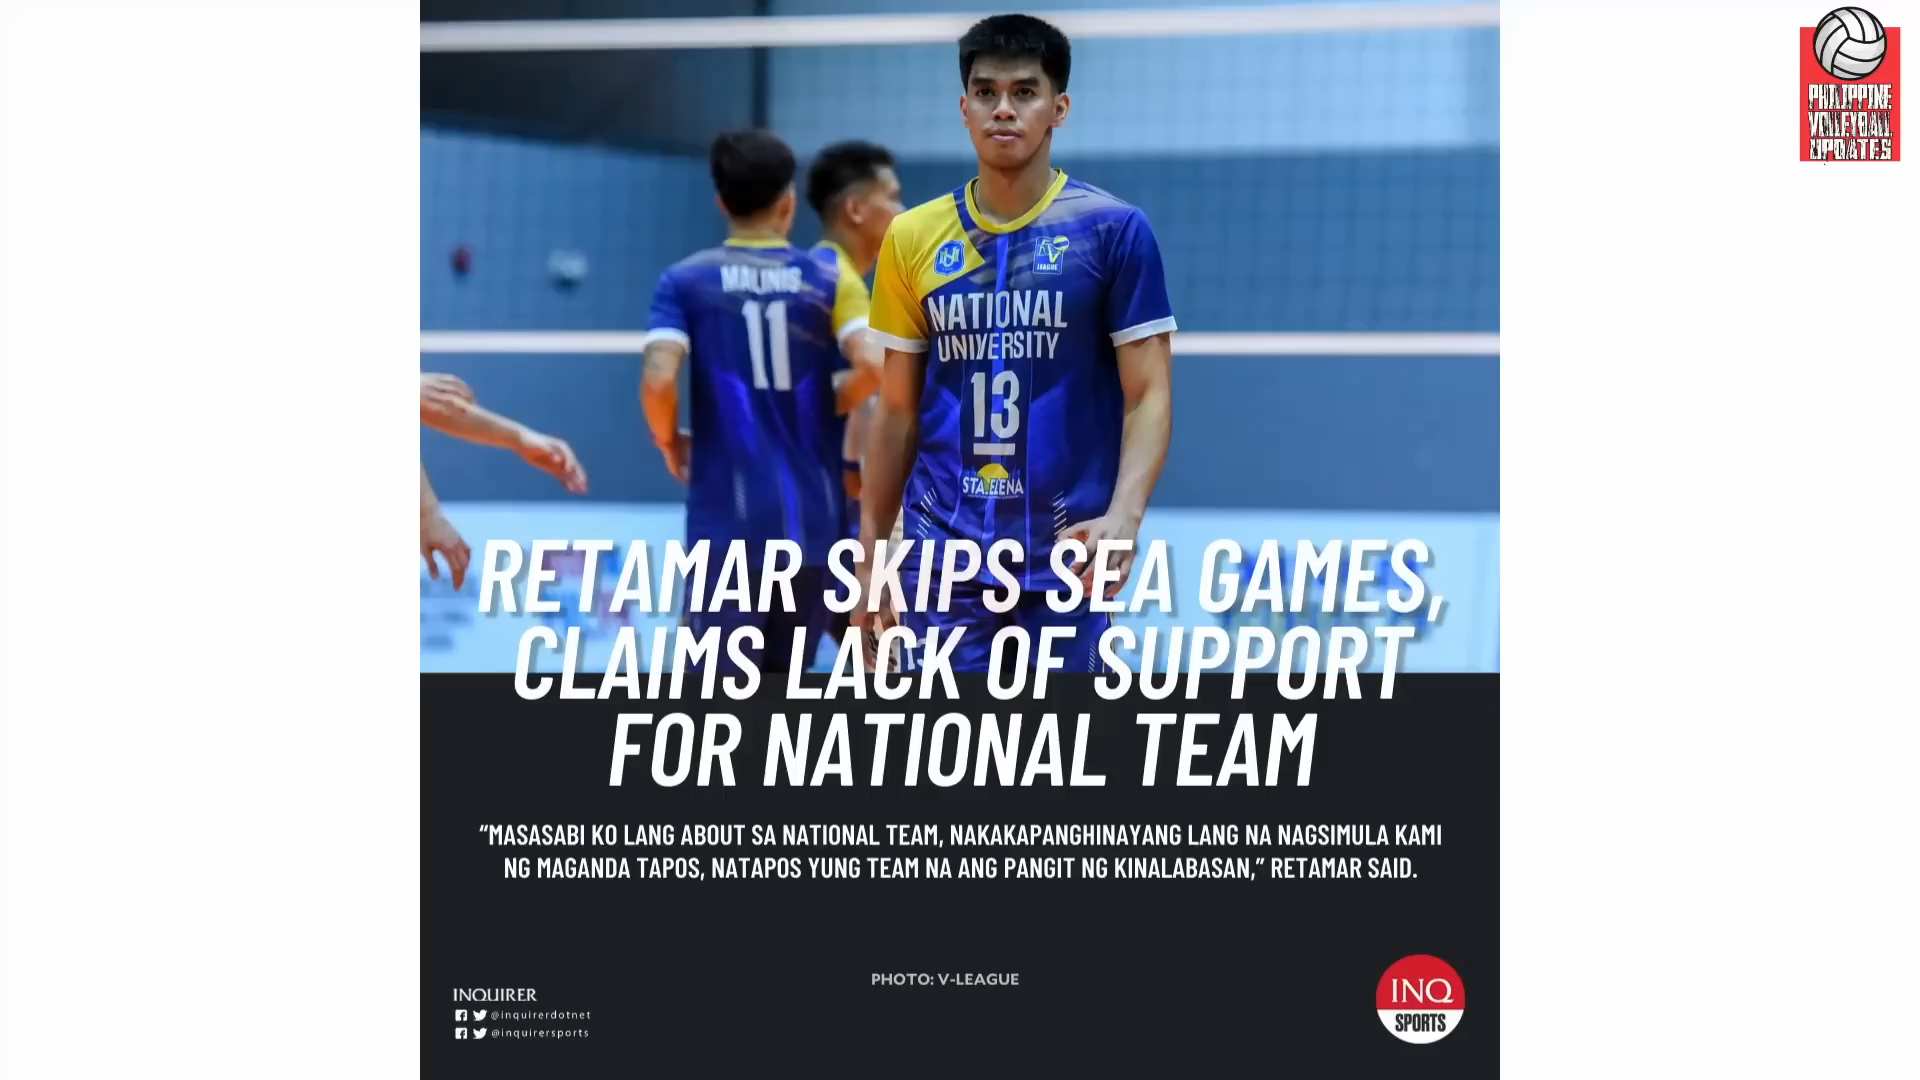 PHILIPPINE
VOLLEYBALL
UPDATES
MALINIS
11
LEAGUE
NATIONAL
UNIVERSITY
13
STA.ELENA
RETAMAR SKIPS SEA GAMES,
CLAIMS LACK OF SUPPORT
FOR NATIONAL TEAM
“MASASABI KO LANG ABOUT SA NATIONAL TEAM, NAKAKAPANGHINAYANG LANG NA NAGSIMULA KAMI
NG MAGANDA TAPOS, NATAPOS YUNG TEAM NA ANG PANGIT NG KINALABASAN,” RETAMAR SAID.
PHOTO: V-LEAGUE
INQUIRER
@inquirerdotnet
@inquirersports
INQ
SPORTS